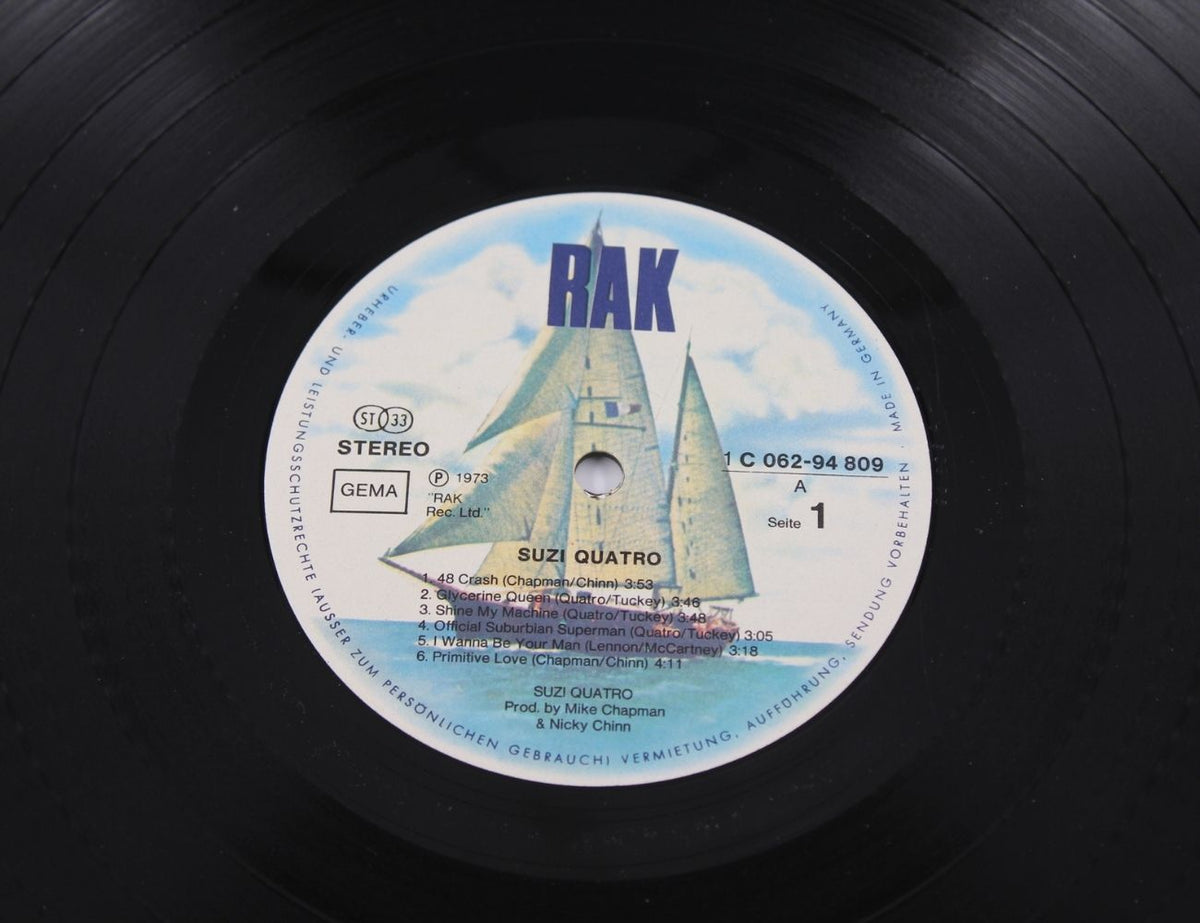 RAK
ST 33
STEREO
GEMA
℗ 1973
"RAK
Rec. Ltd."
1 C 062-94 809
A
Seite 1
SUZI QUATRO
1. 48 Crash (Chapman/Chinn) 3:53
2. Glycerine Queen (Quatro/Tuckey) 3:46
3. Shine My Machine (Quatro/Tuckey) 3:48
4. Official Suburbian Superman (Quatro/Tuckey) 3:05
5. I Wanna Be Your Man (Lennon/McCartney) 3:18
6. Primitive Love (Chapman/Chinn) 4:11
SUZI QUATRO
Prod. by Mike Chapman
& Nicky Chinn
URHEBER- UND LEISTUNGSSCHUTZRECHTE (AUSSER ZUM PERSÖNLICHEN GEBRAUCH) VERMIETUNG, AUFFÜHRUNG, SENDUNG VORBEHALTEN · MADE IN GERMANY